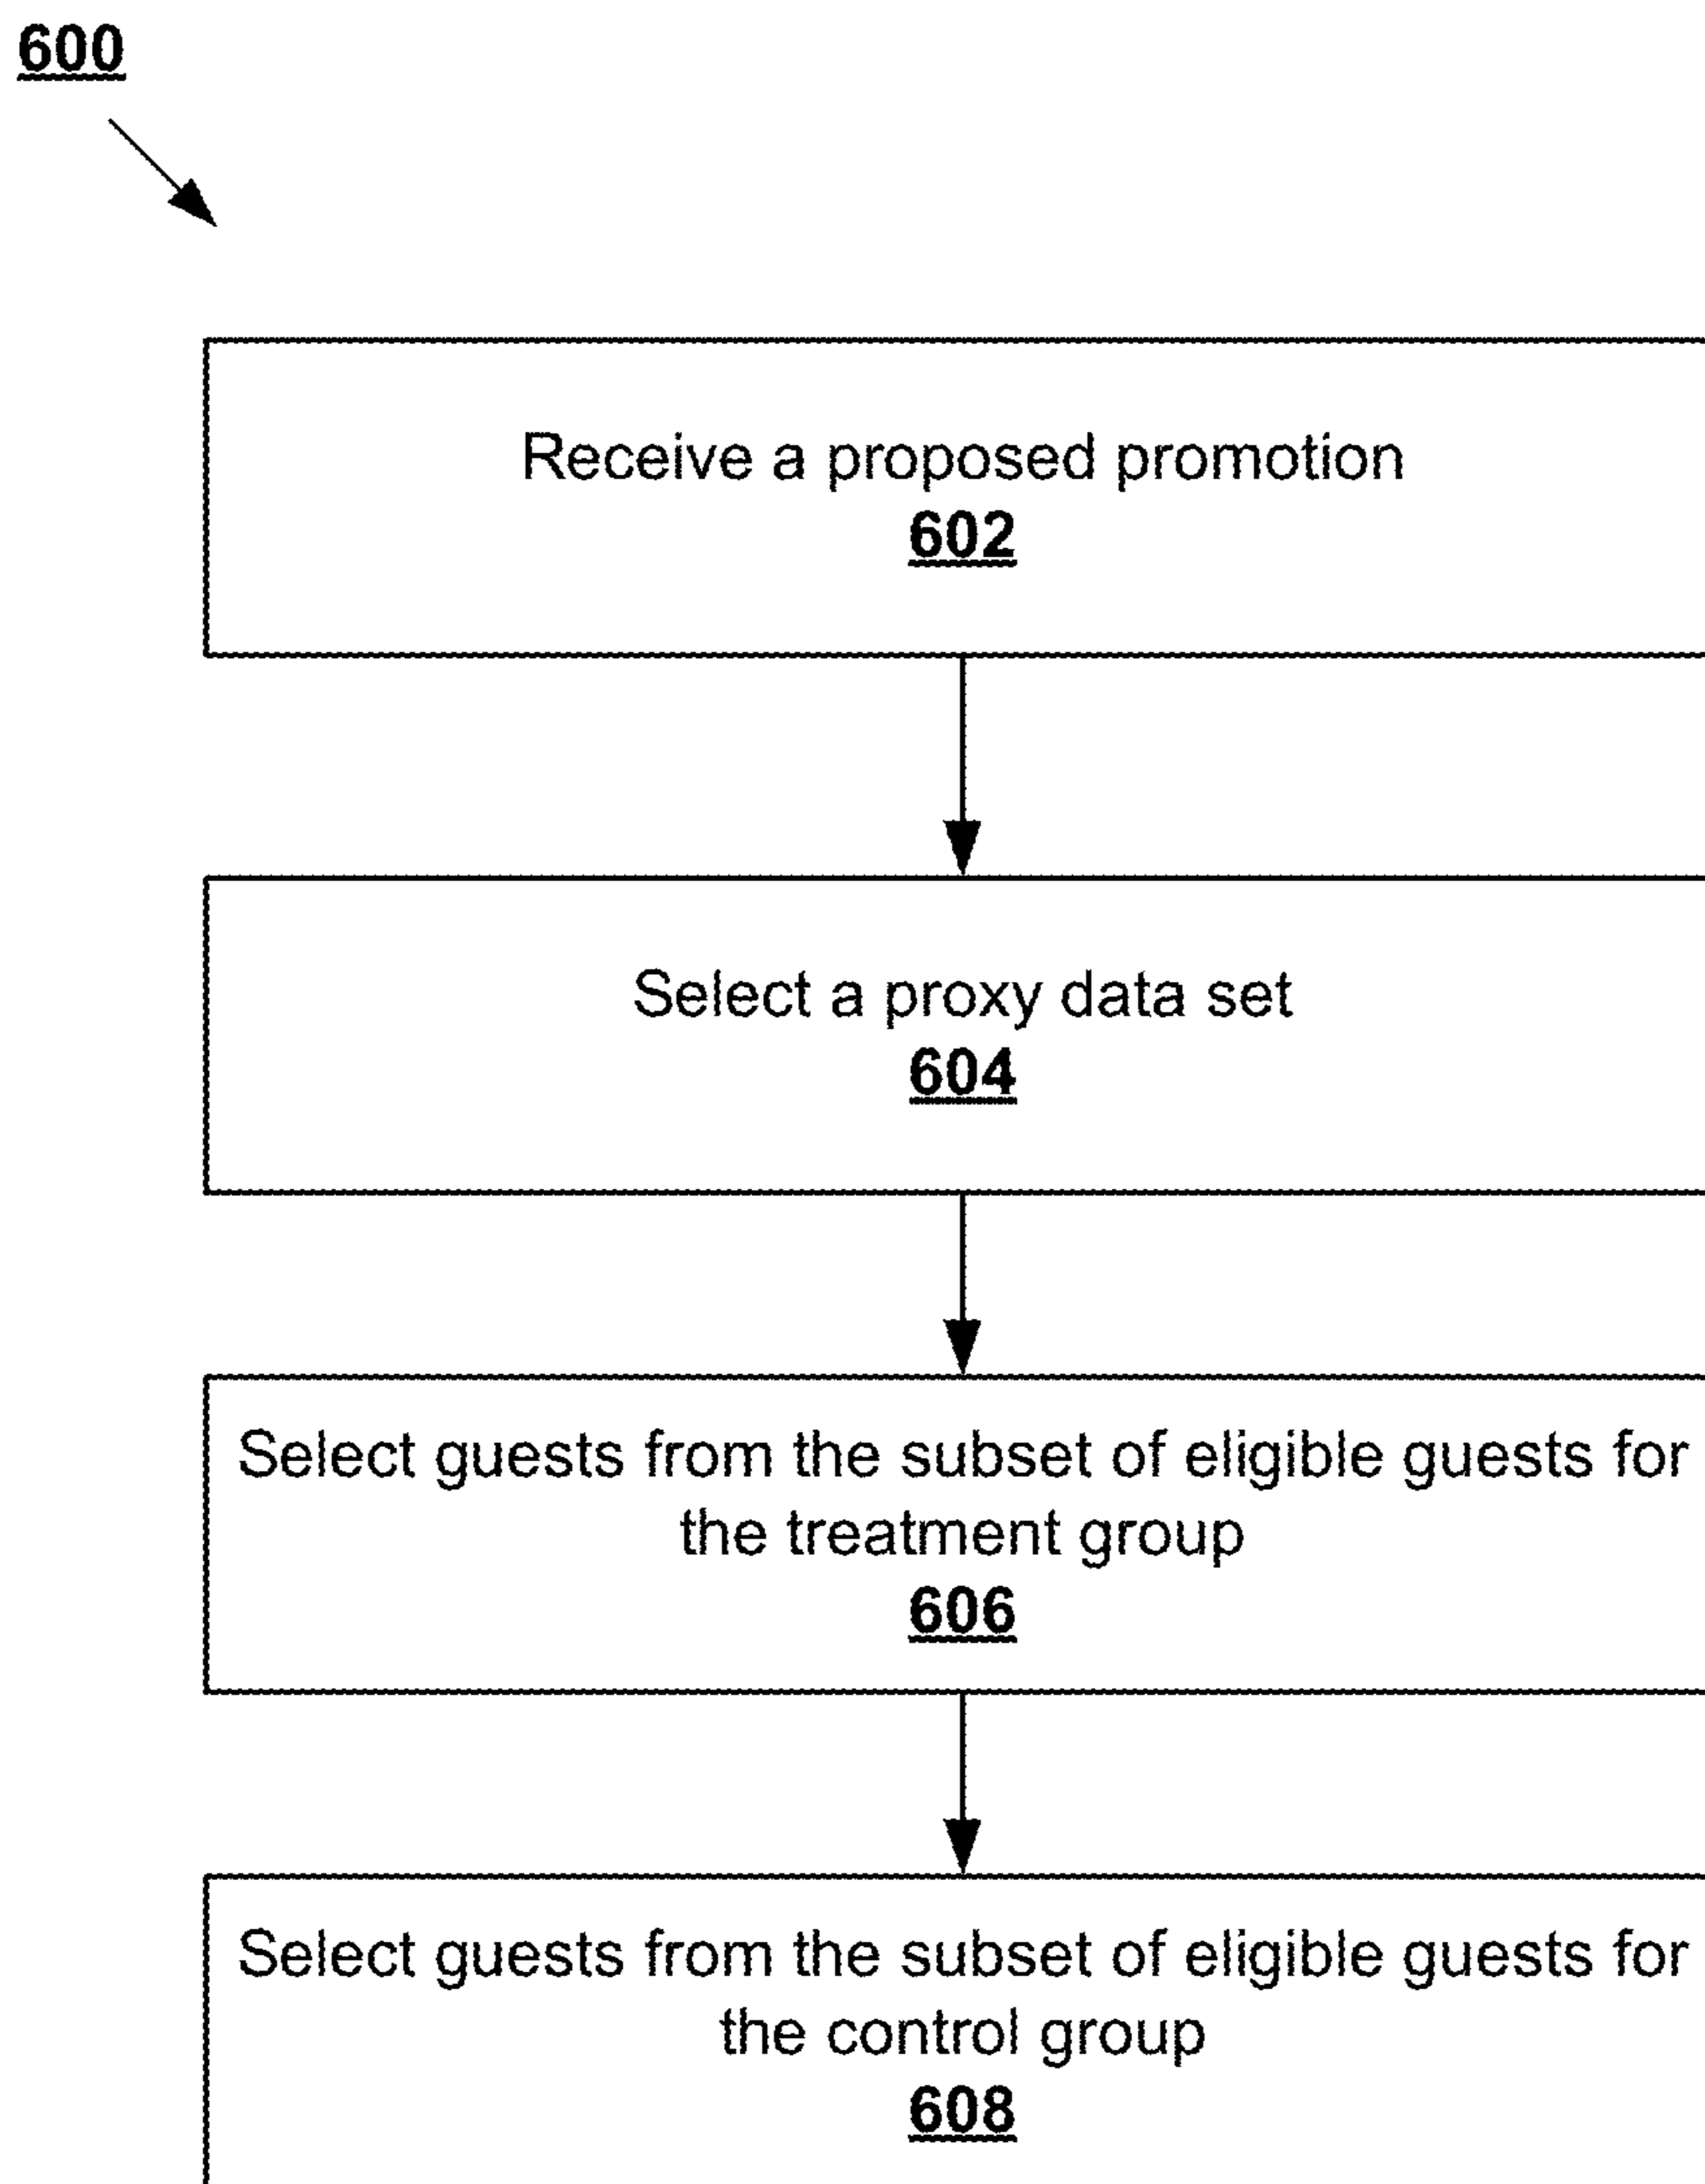 600
Receive a proposed promotion
602
Select a proxy data set
604
Select guests from the subset of eligible guests for
the treatment group
606
Select guests from the subset of eligible guests for
the control group
608